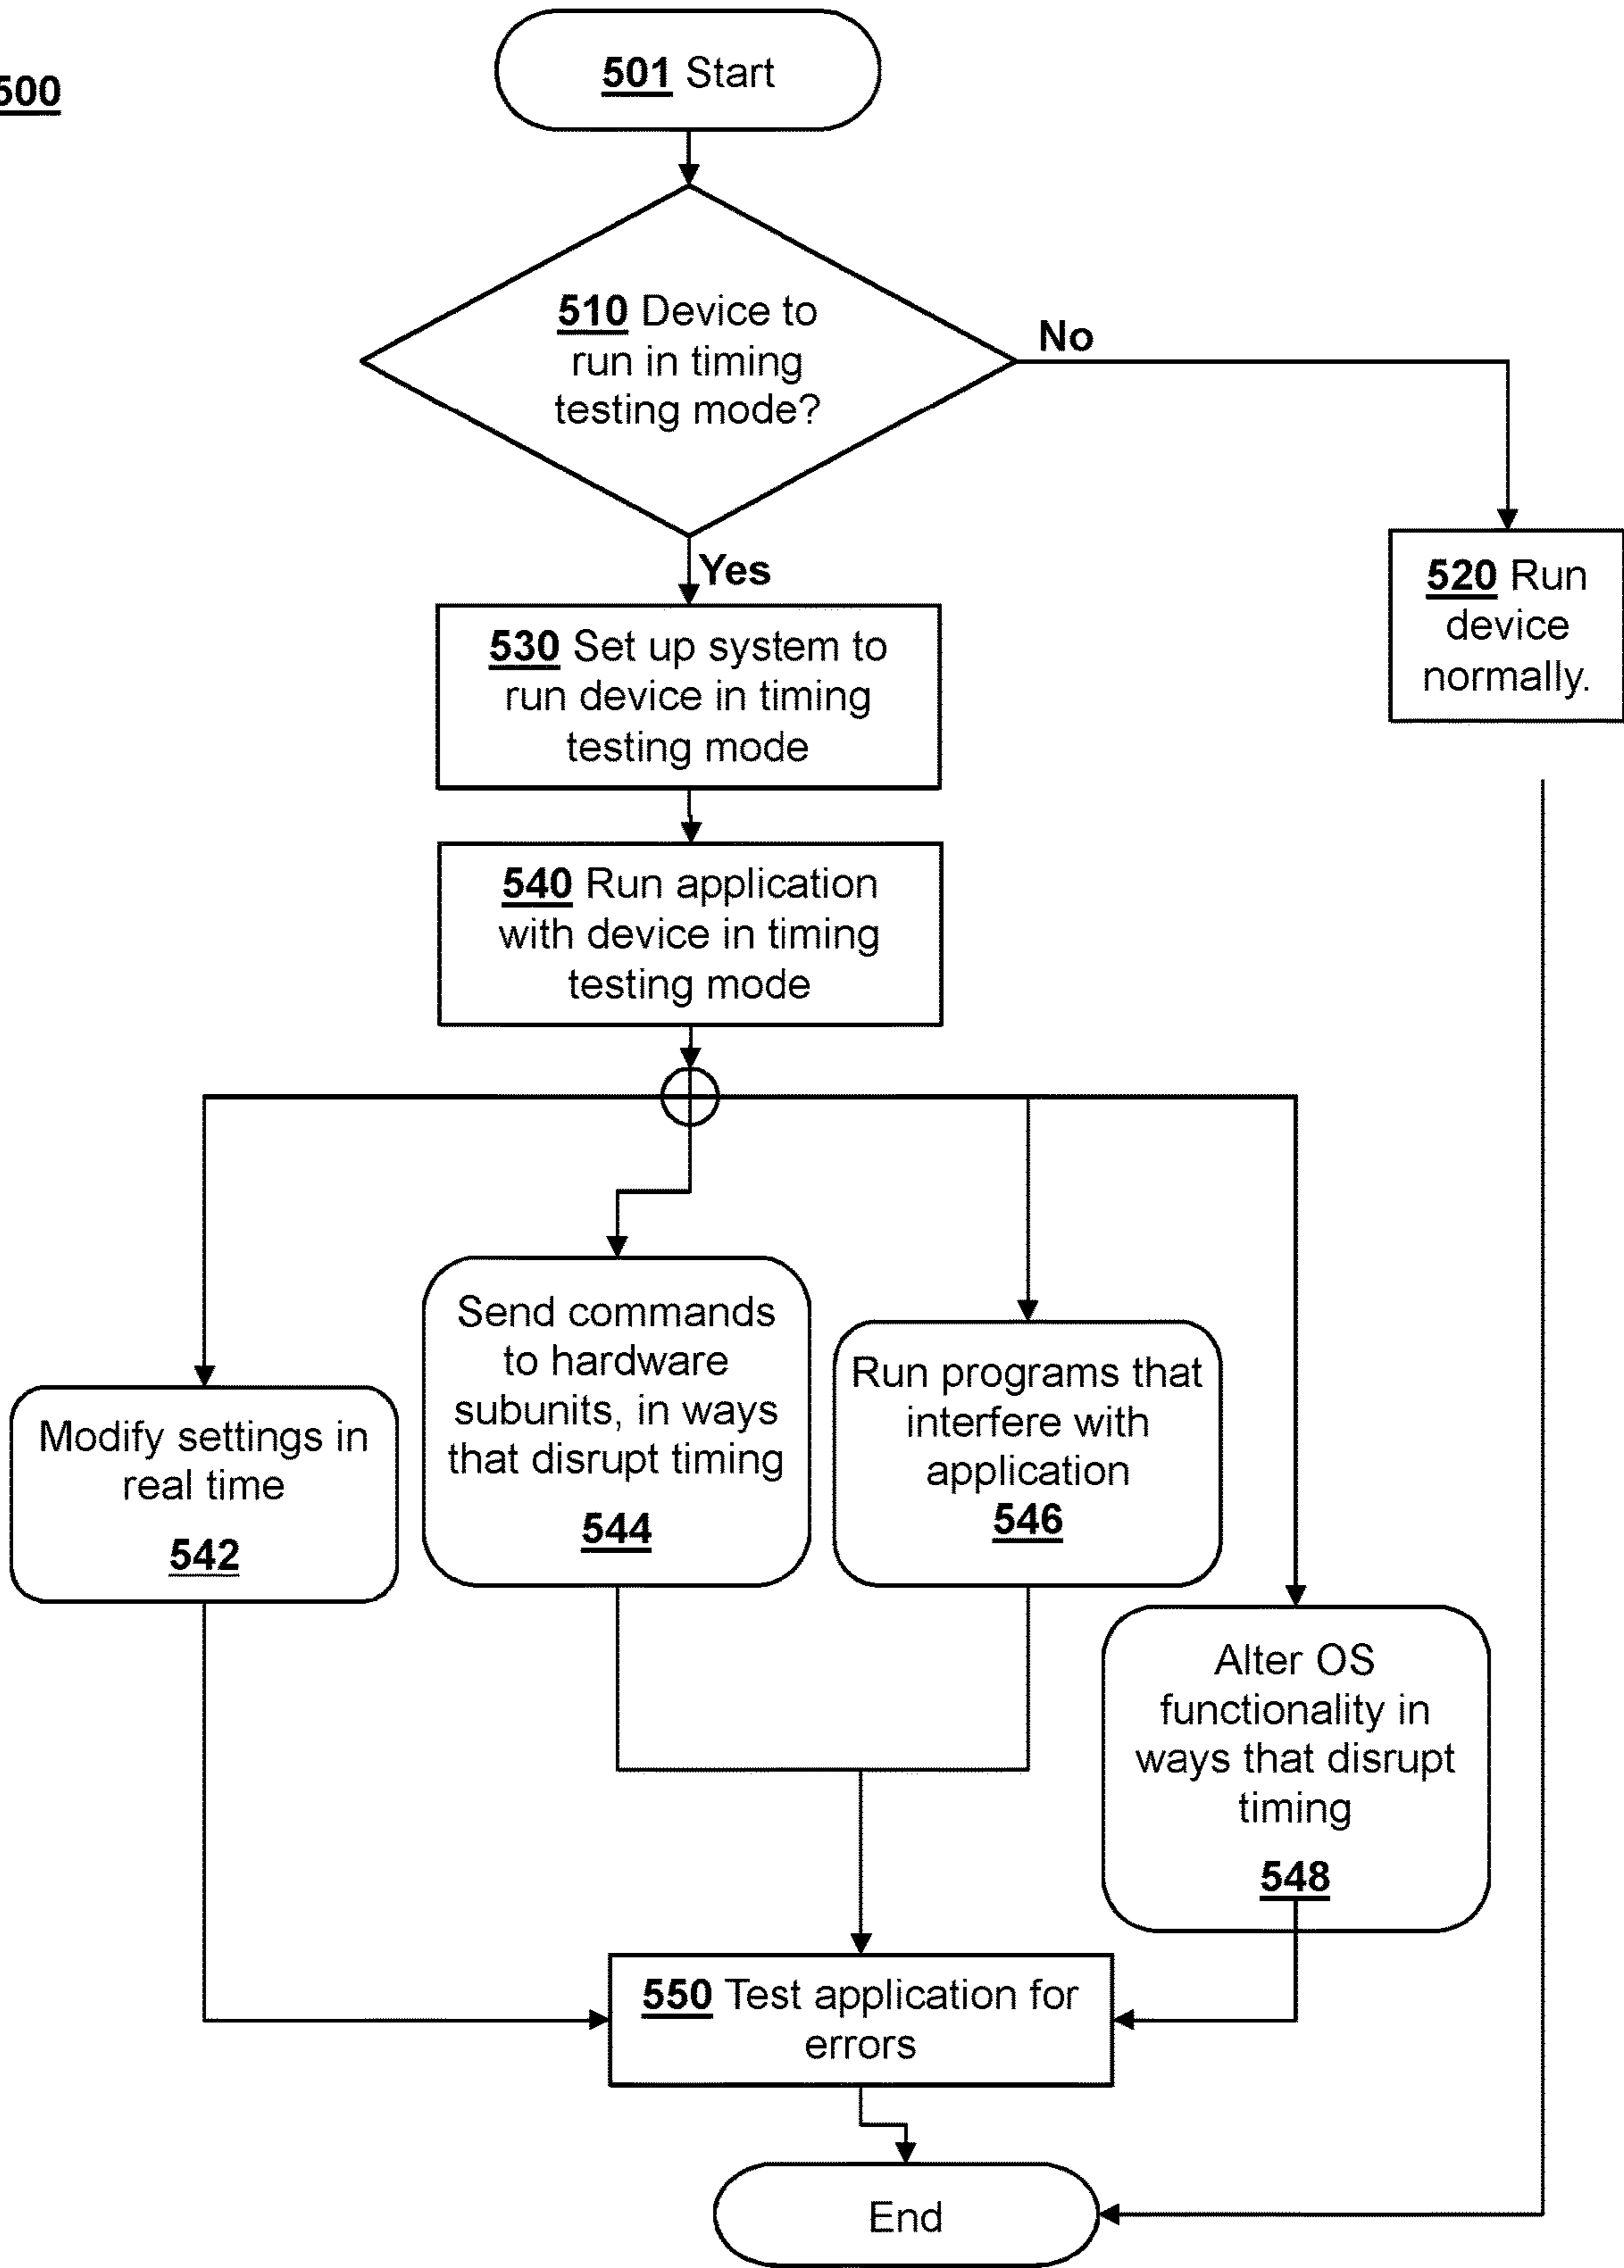 500
501 Start
510 Device to
run in timing
testing mode?
No
Yes
520 Run
device
normally.
530 Set up system to
run device in timing
testing mode
540 Run application
with device in timing
testing mode
Modify settings in
real time
542
Send commands
to hardware
subunits, in ways
that disrupt timing
544
Run programs that
interfere with
application
546
Alter OS
functionality in
ways that disrupt
timing
548
550 Test application for
errors
End